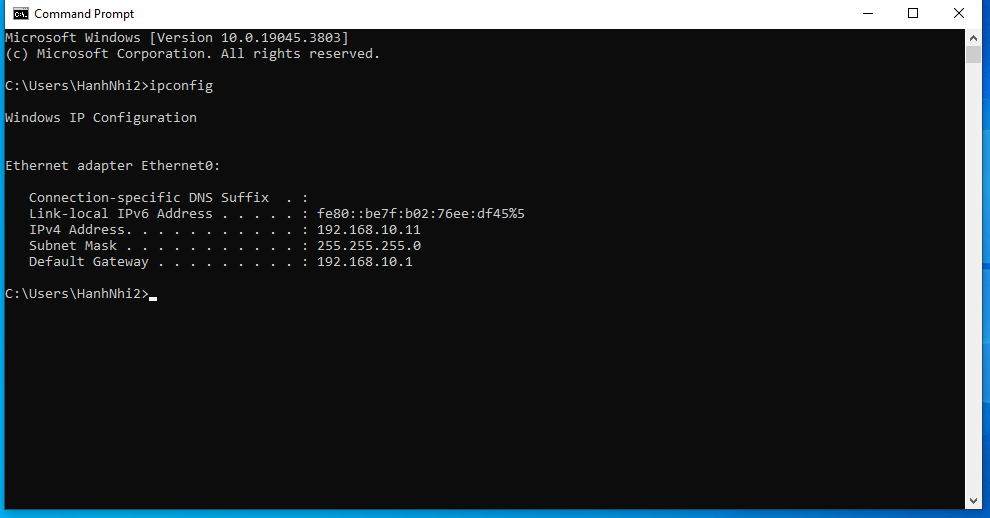 Command Prompt
Microsoft Windows [Version 10.0.19045.3803]
(c) Microsoft Corporation. All rights reserved.
C:\Users\HanhNhi2>ipconfig
Windows IP Configuration
Ethernet adapter Ethernet0:
Connection-specific DNS Suffix  . :
Link-local IPv6 Address . . . . . : fe80::be7f:b02:76ee:df45%5
IPv4 Address. . . . . . . . . . . : 192.168.10.11
Subnet Mask . . . . . . . . . . . : 255.255.255.0
Default Gateway . . . . . . . . . : 192.168.10.1
C:\Users\HanhNhi2>